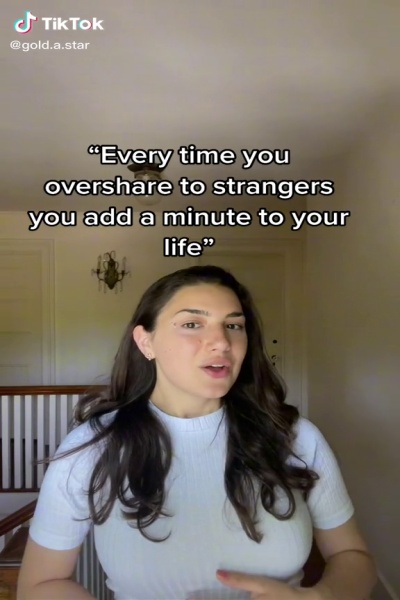 TikTok
@gold.a.star
“Every time you
overshare to strangers
you add a minute to your
life”